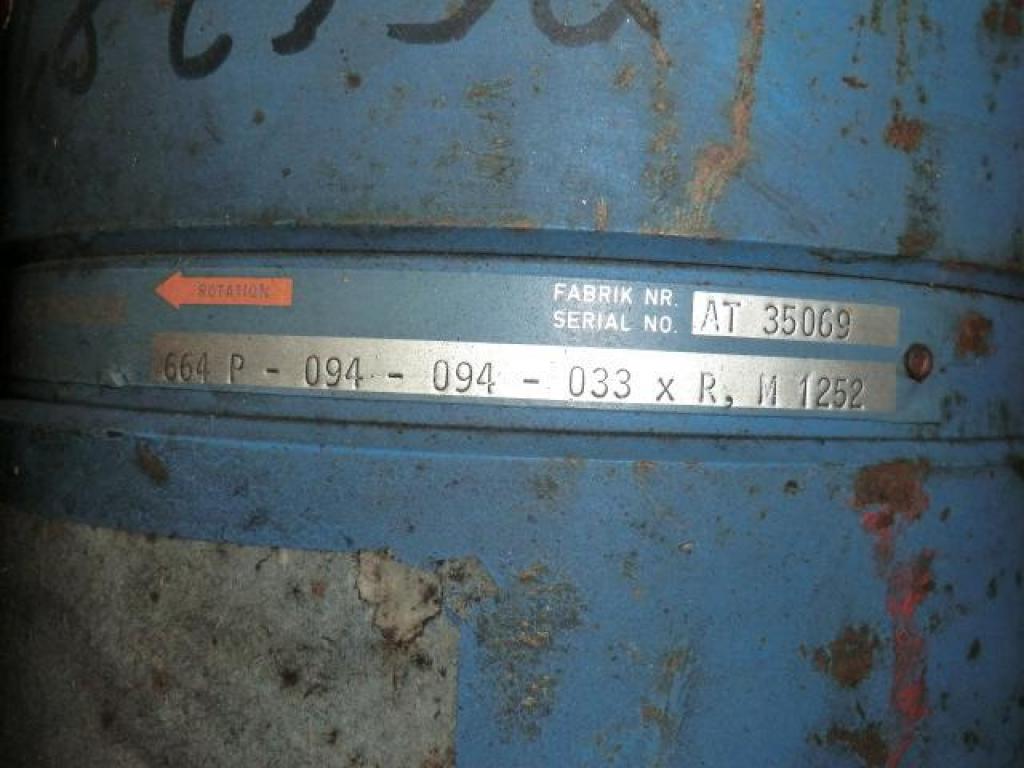 ROTATION
FABRIK NR.
SERIAL NO. AT 35069
664 P - 094 - 094 - 033 x R, M 1252